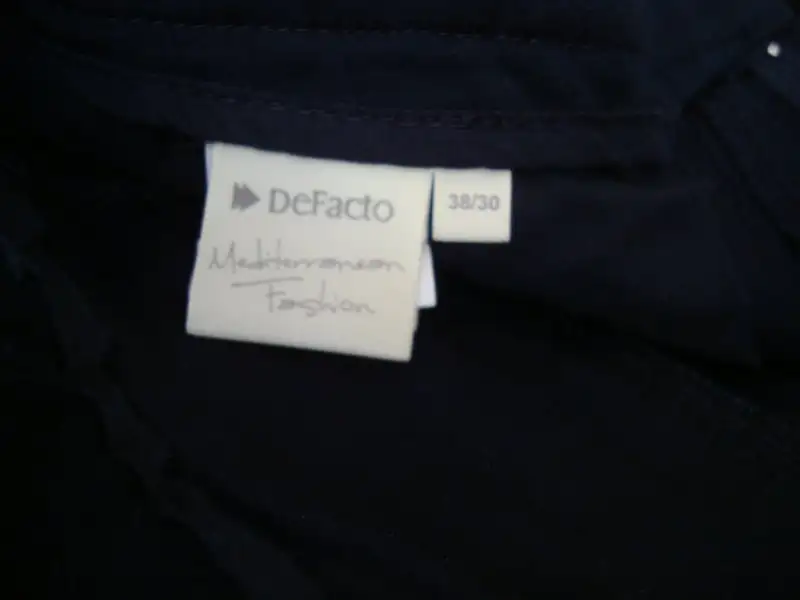 DeFacto
38/30
Mediterranean
Fashion